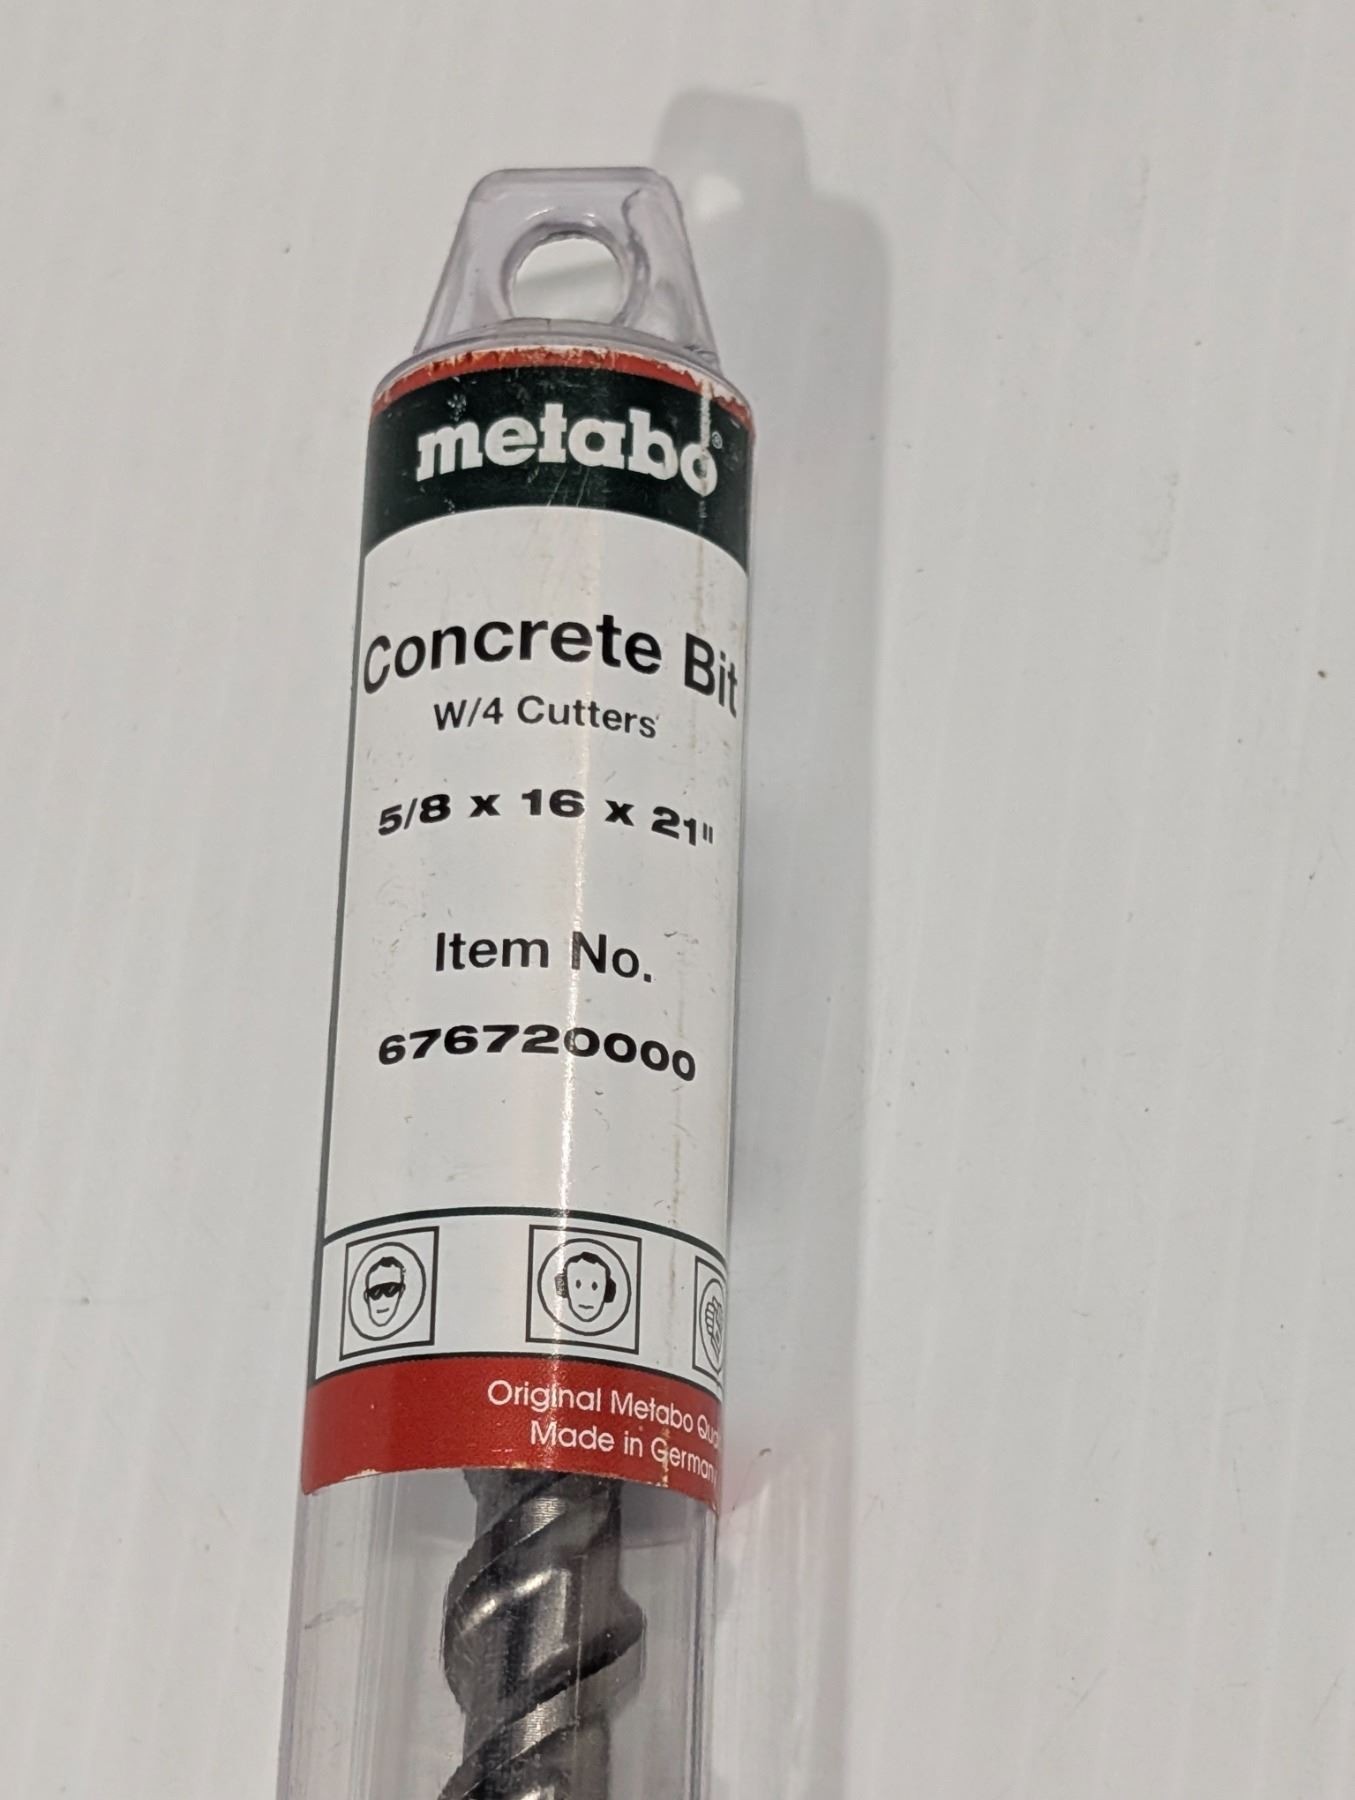 metabo®
Concrete Bit
W/4 Cutters
5/8 x 16 x 21"
Item No.
676720000
Original Metabo
Made in Germany